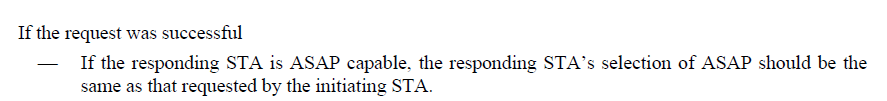 If the request was successful
— If the responding STA is ASAP capable, the responding STA's selection of ASAP should be the
same as that requested by the initiating STA.